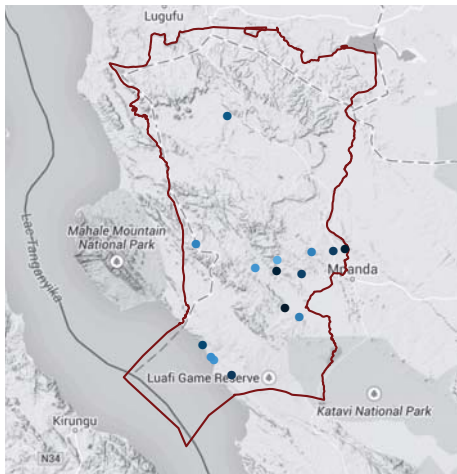 Lugufu
Lac Tanganyika
Mahale Mountain
National Park
Mpanda
Luafi Game Reserve
Katavi National Park
Kirungu
N34